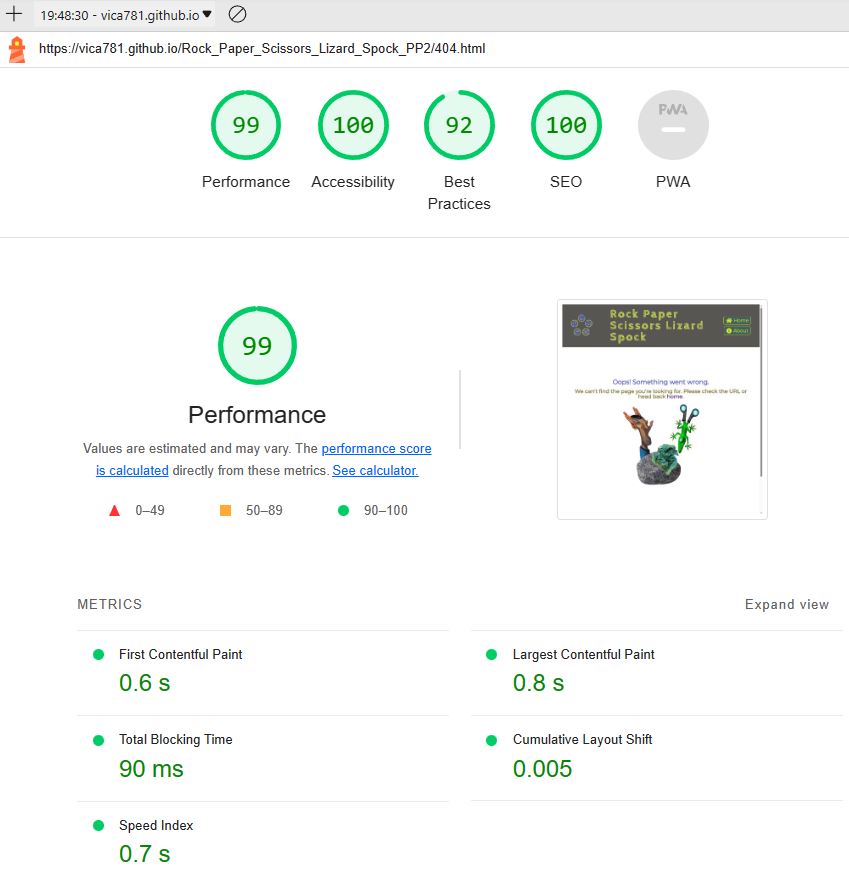 19:48:30 - vica781.github.io
https://vica781.github.io/Rock_Paper_Scissors_Lizard_Spock_PP2/404.html
99
100
92
100
PWA
Performance
Accessibility
Best
Practices
SEO
PWA
99
Performance
Values are estimated and may vary. The performance score
is calculated directly from these metrics. See calculator.
0–49
50–89
90–100
Rock Paper
Scissors Lizard
Spock
Home
About
Oops! Something went wrong.
We can't find the page you're looking for. Please check the URL or
head back home.
METRICS
Expand view
First Contentful Paint
0.6 s
Largest Contentful Paint
0.8 s
Total Blocking Time
90 ms
Cumulative Layout Shift
0.005
Speed Index
0.7 s